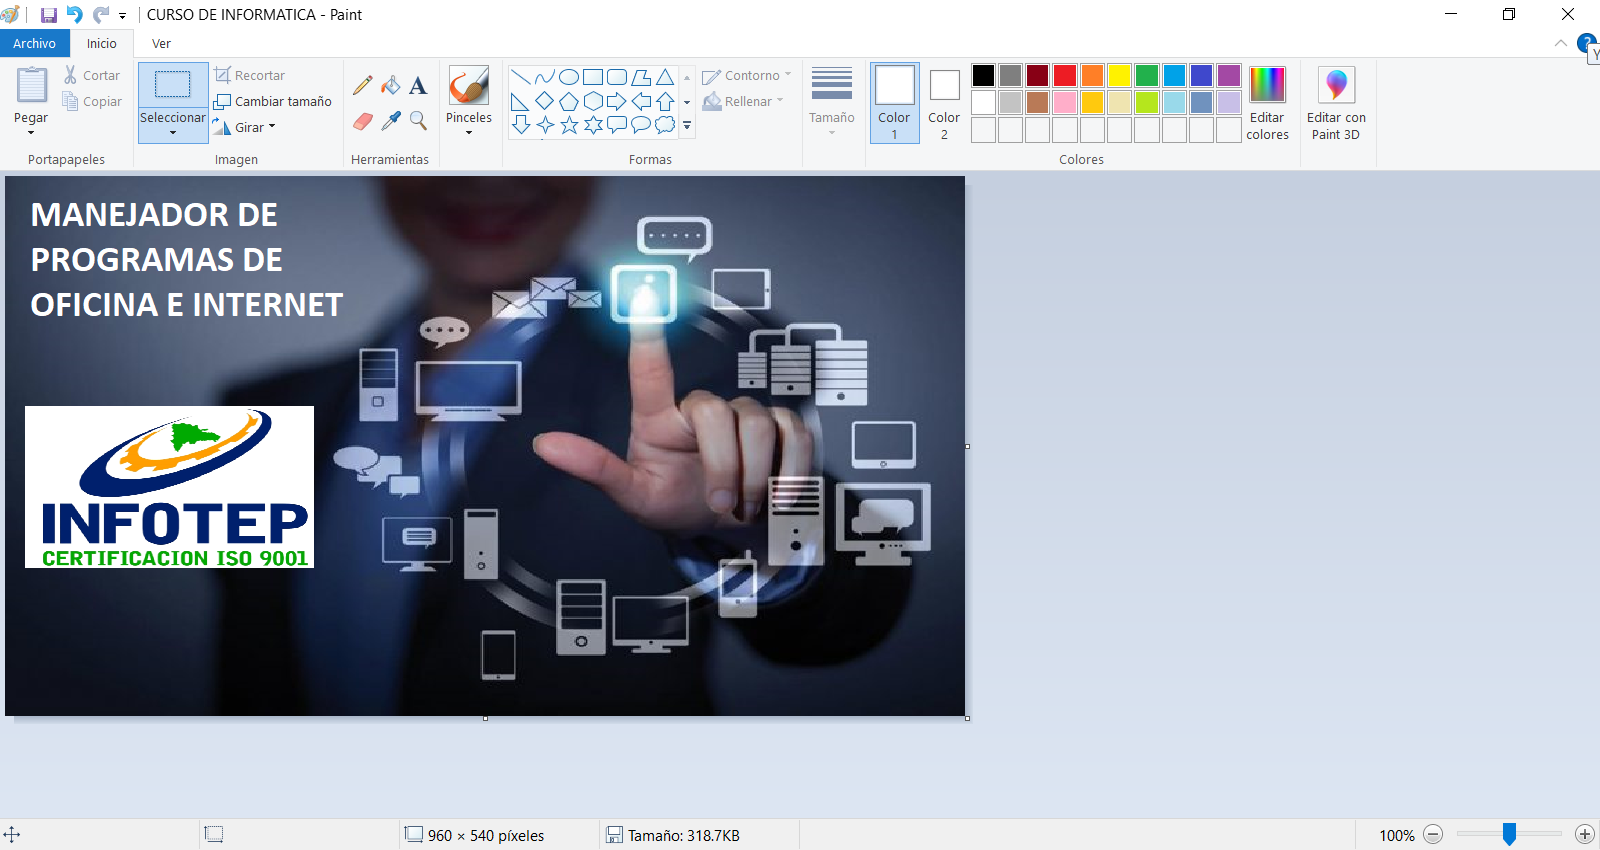 CURSO DE INFORMATICA - Paint
Archivo
Inicio
Ver
?
Y
Pegar
Cortar
Copiar
Portapapeles
Seleccionar
Recortar
Cambiar tamaño
Girar
Imagen
A
Herramientas
Pinceles
Contorno
Rellenar
Formas
Tamaño
Color
1
Color
2
Editar
colores
Colores
Editar con
Paint 3D
MANEJADOR DE
PROGRAMAS DE
OFICINA E INTERNET
INFOTEP
CERTIFICACION ISO 9001
960 × 540 píxeles
Tamaño: 318.7KB
100%